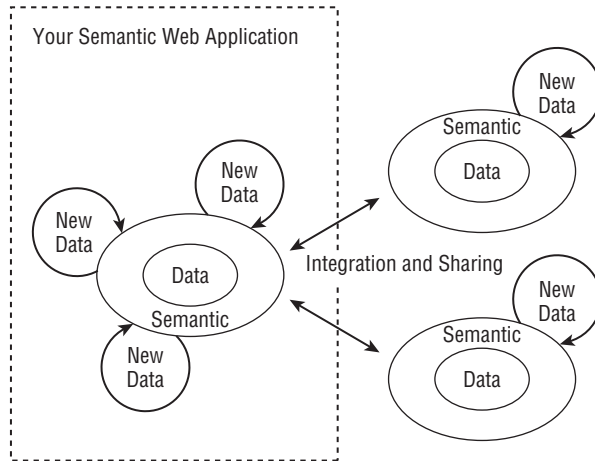 Your Semantic Web Application
New
Data
New
Data
Data
Semantic
New
Data
Integration and Sharing
New
Data
Semantic
Data
New
Data
Semantic
Data